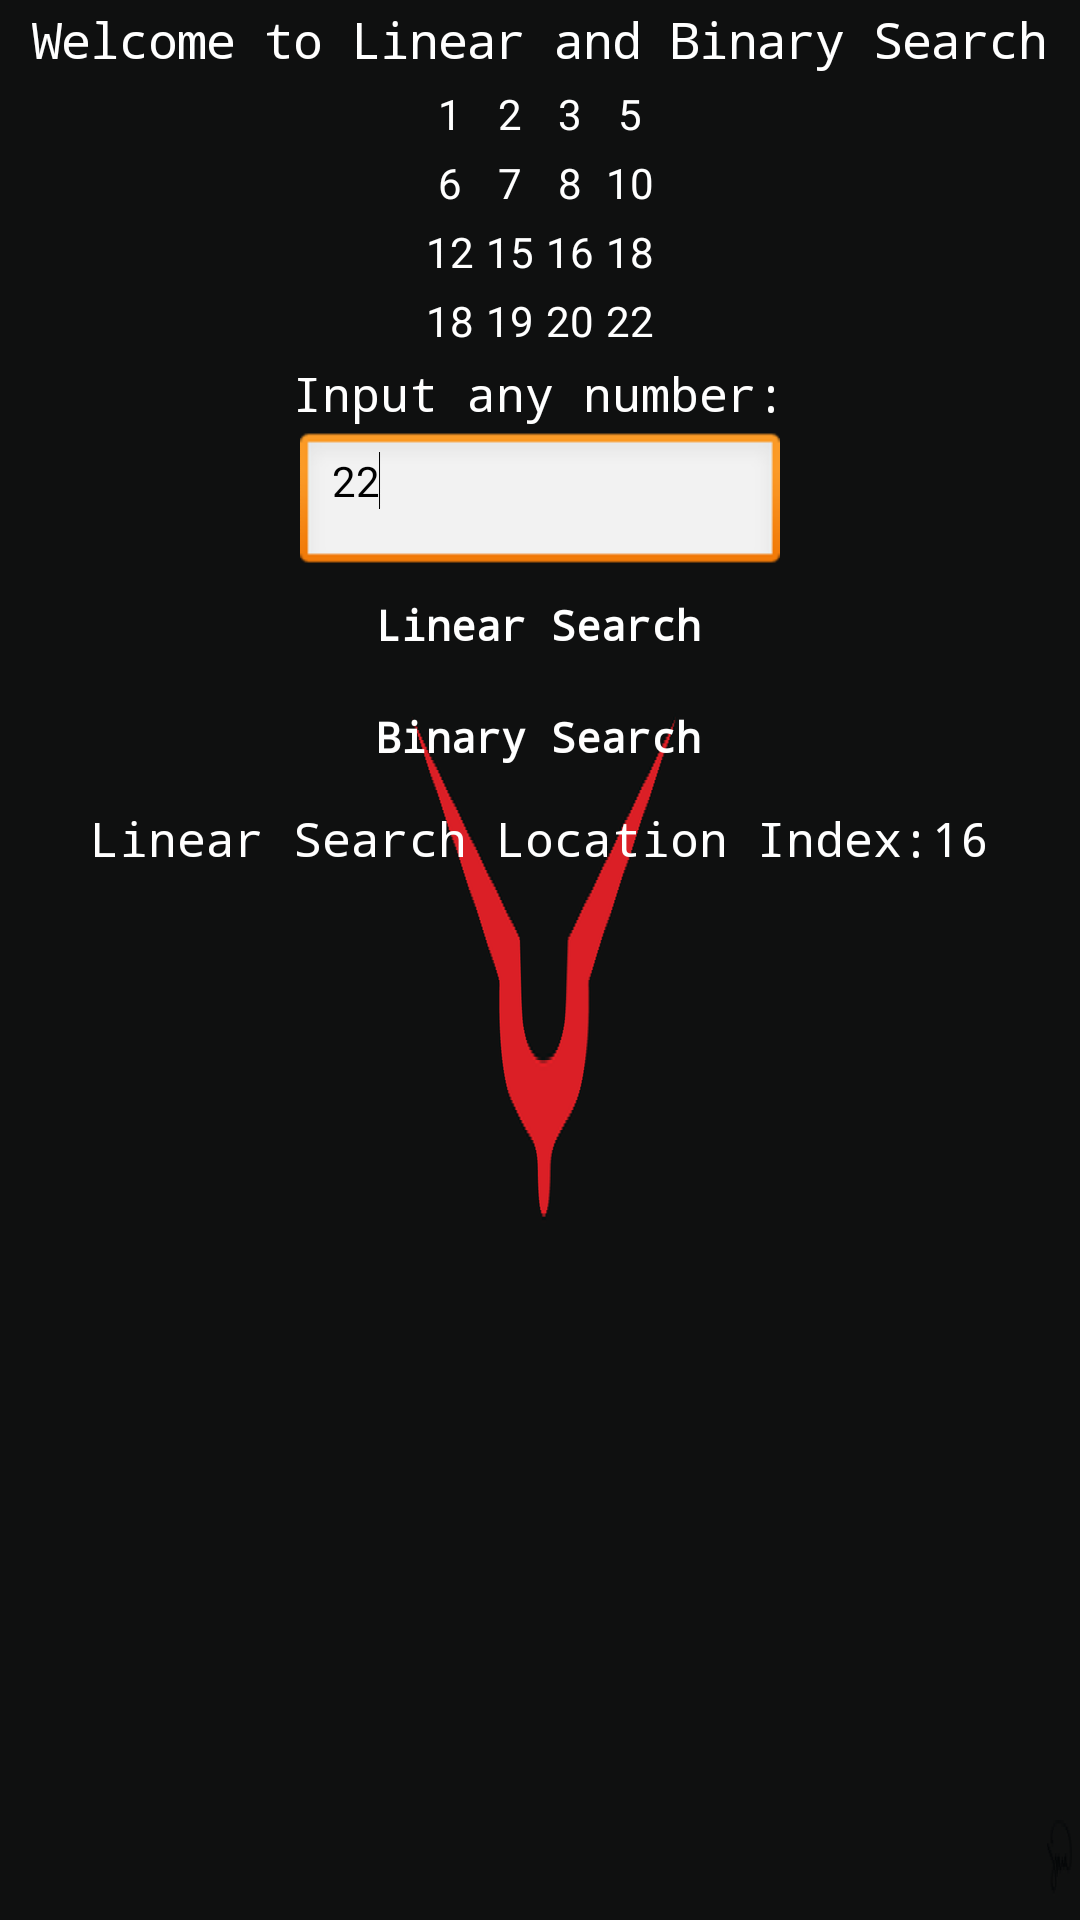 Welcome to Linear and Binary Search
1 2 3 5
6 7 8 10
12 15 16 18
18 19 20 22
Input any number:
22
Linear Search
Binary Search
Linear Search Location Index:16